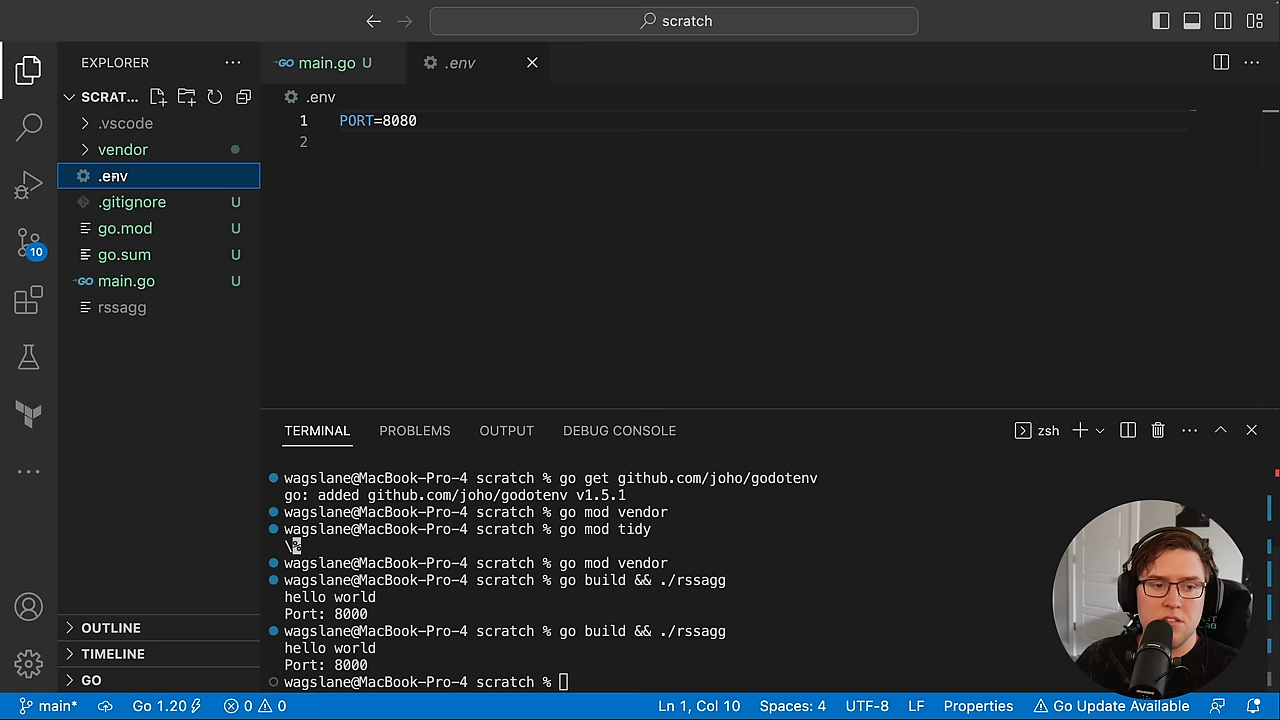 scratch
EXPLORER
SCRAT...
.vscode
vendor
.env
.gitignore U
go.mod U
go.sum U
GO main.go U
rssagg
OUTLINE
TIMELINE
GO
GO main.go U
.env
.env
1 PORT=8080
2
TERMINAL PROBLEMS OUTPUT DEBUG CONSOLE
zsh
wagslane@MacBook-Pro-4 scratch % go get github.com/joho/godotenv
go: added github.com/joho/godotenv v1.5.1
wagslane@MacBook-Pro-4 scratch % go mod vendor
wagslane@MacBook-Pro-4 scratch % go mod tidy
\%
wagslane@MacBook-Pro-4 scratch % go mod vendor
wagslane@MacBook-Pro-4 scratch % go build && ./rssagg
hello world
Port: 8000
wagslane@MacBook-Pro-4 scratch % go build && ./rssagg
hello world
Port: 8000
wagslane@MacBook-Pro-4 scratch %
10
main* Go 1.20 0 0 Ln 1, Col 10 Spaces: 4 UTF-8 LF Properties Go Update Available